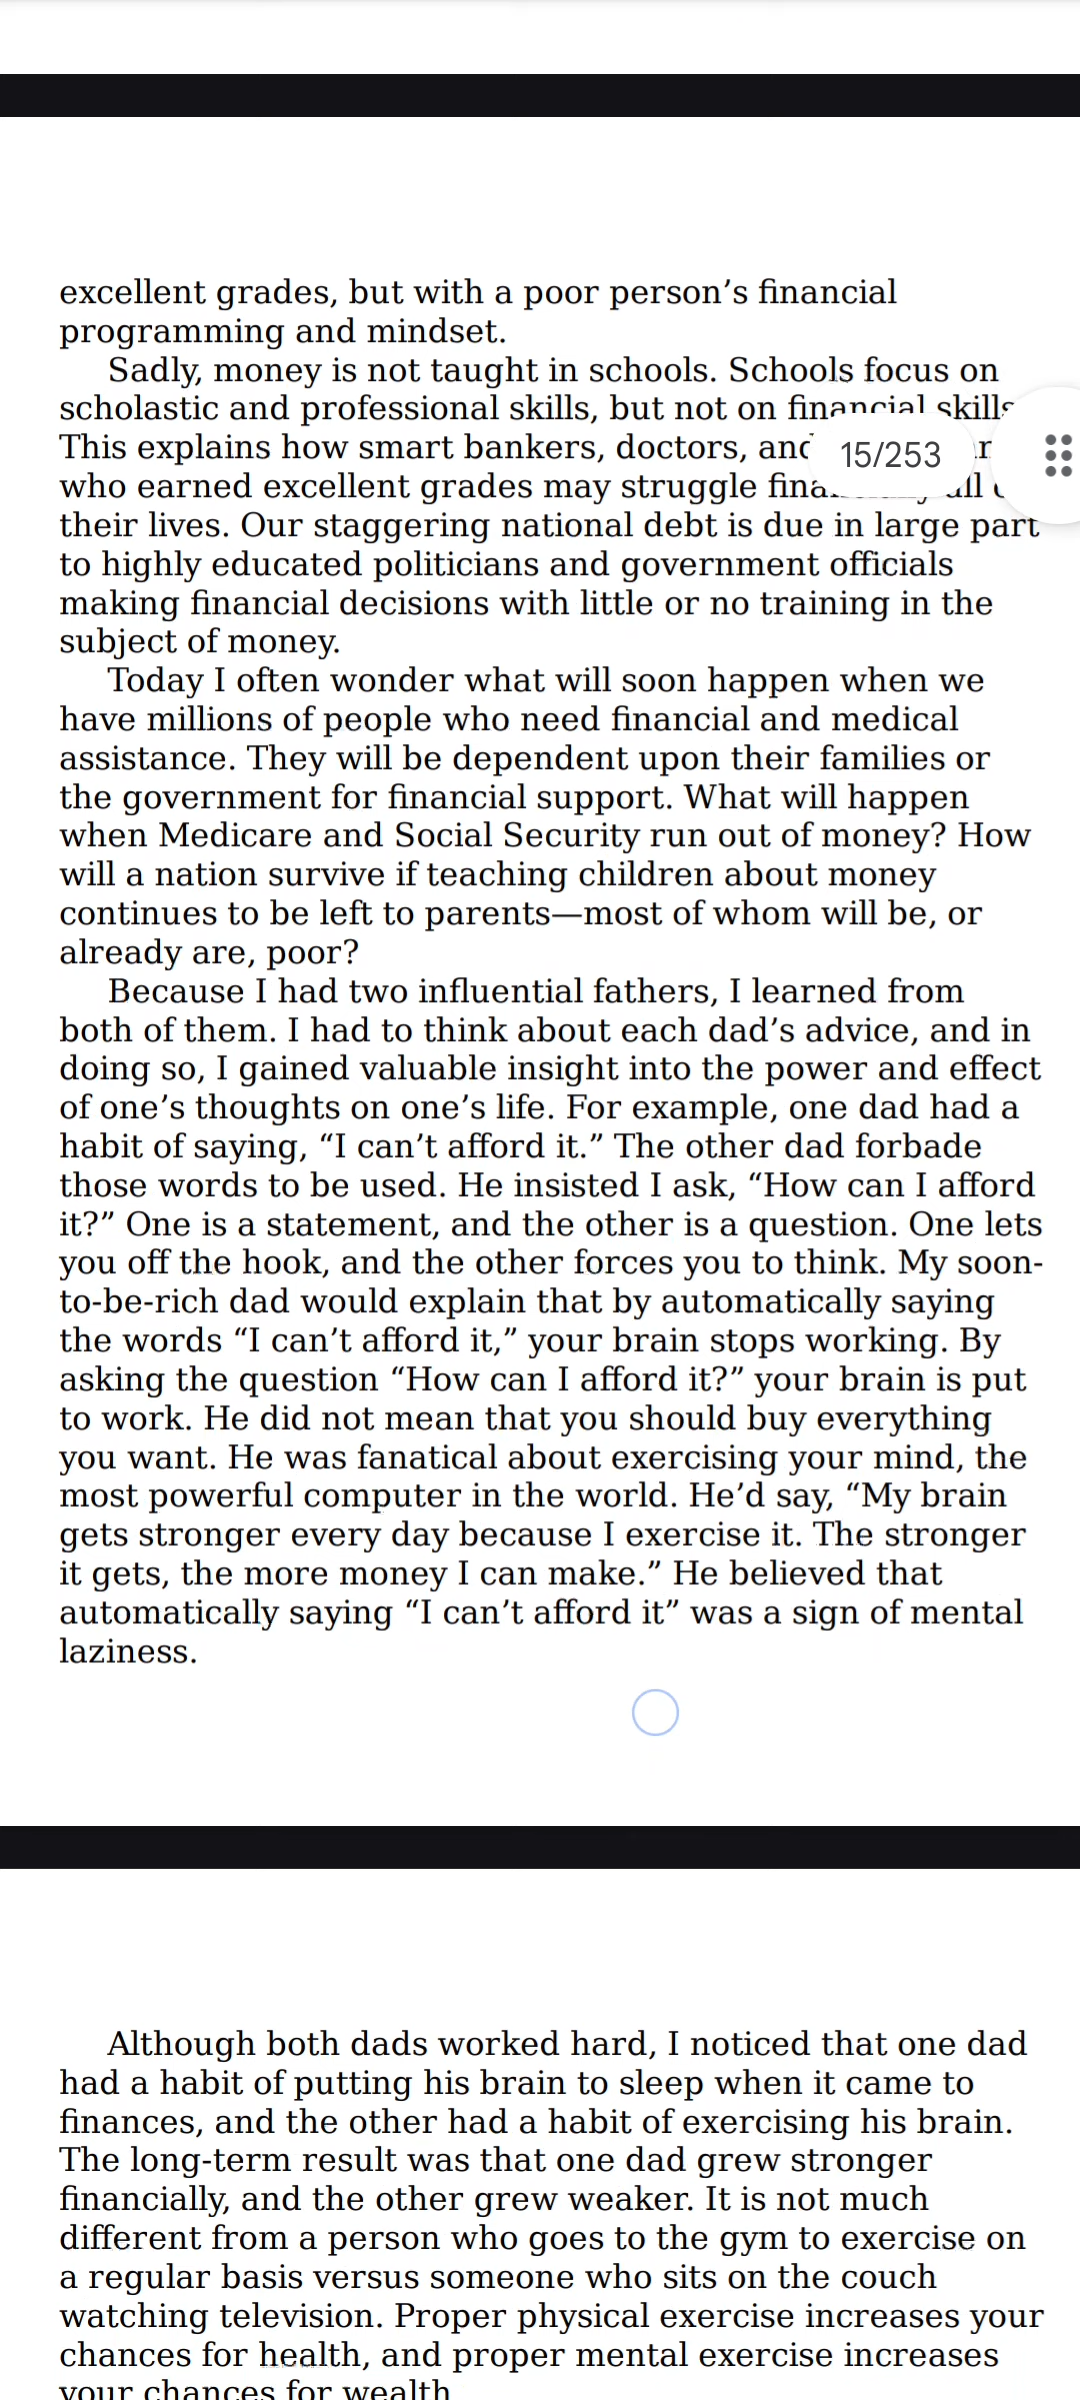 excellent grades, but with a poor person’s financial
programming and mindset.
Sadly, money is not taught in schools. Schools focus on
scholastic and professional skills, but not on financial skills
This explains how smart bankers, doctors, and
15/253
who earned excellent grades may struggle
their lives. Our staggering national debt is due in large part
to highly educated politicians and government officials
making financial decisions with little or no training in the
subject of money.
Today I often wonder what will soon happen when we
have millions of people who need financial and medical
assistance. They will be dependent upon their families or
the government for financial support. What will happen
when Medicare and Social Security run out of money? How
will a nation survive if teaching children about money
continues to be left to parents—most of whom will be, or
already are, poor?
Because I had two influential fathers, I learned from
both of them. I had to think about each dad’s advice, and in
doing so, I gained valuable insight into the power and effect
of one’s thoughts on one’s life. For example, one dad had a
habit of saying, “I can’t afford it.” The other dad forbade
those words to be used. He insisted I ask, “How can I afford
it?” One is a statement, and the other is a question. One lets
you off the hook, and the other forces you to think. My soon-
to-be-rich dad would explain that by automatically saying
the words “I can’t afford it,” your brain stops working. By
asking the question “How can I afford it?” your brain is put
to work. He did not mean that you should buy everything
you want. He was fanatical about exercising your mind, the
most powerful computer in the world. He’d say, “My brain
gets stronger every day because I exercise it. The stronger
it gets, the more money I can make.” He believed that
automatically saying “I can’t afford it” was a sign of mental
laziness.
Although both dads worked hard, I noticed that one dad
had a habit of putting his brain to sleep when it came to
finances, and the other had a habit of exercising his brain.
The long-term result was that one dad grew stronger
financially, and the other grew weaker. It is not much
different from a person who goes to the gym to exercise on
a regular basis versus someone who sits on the couch
watching television. Proper physical exercise increases your
chances for health, and proper mental exercise increases
your chances for wealth